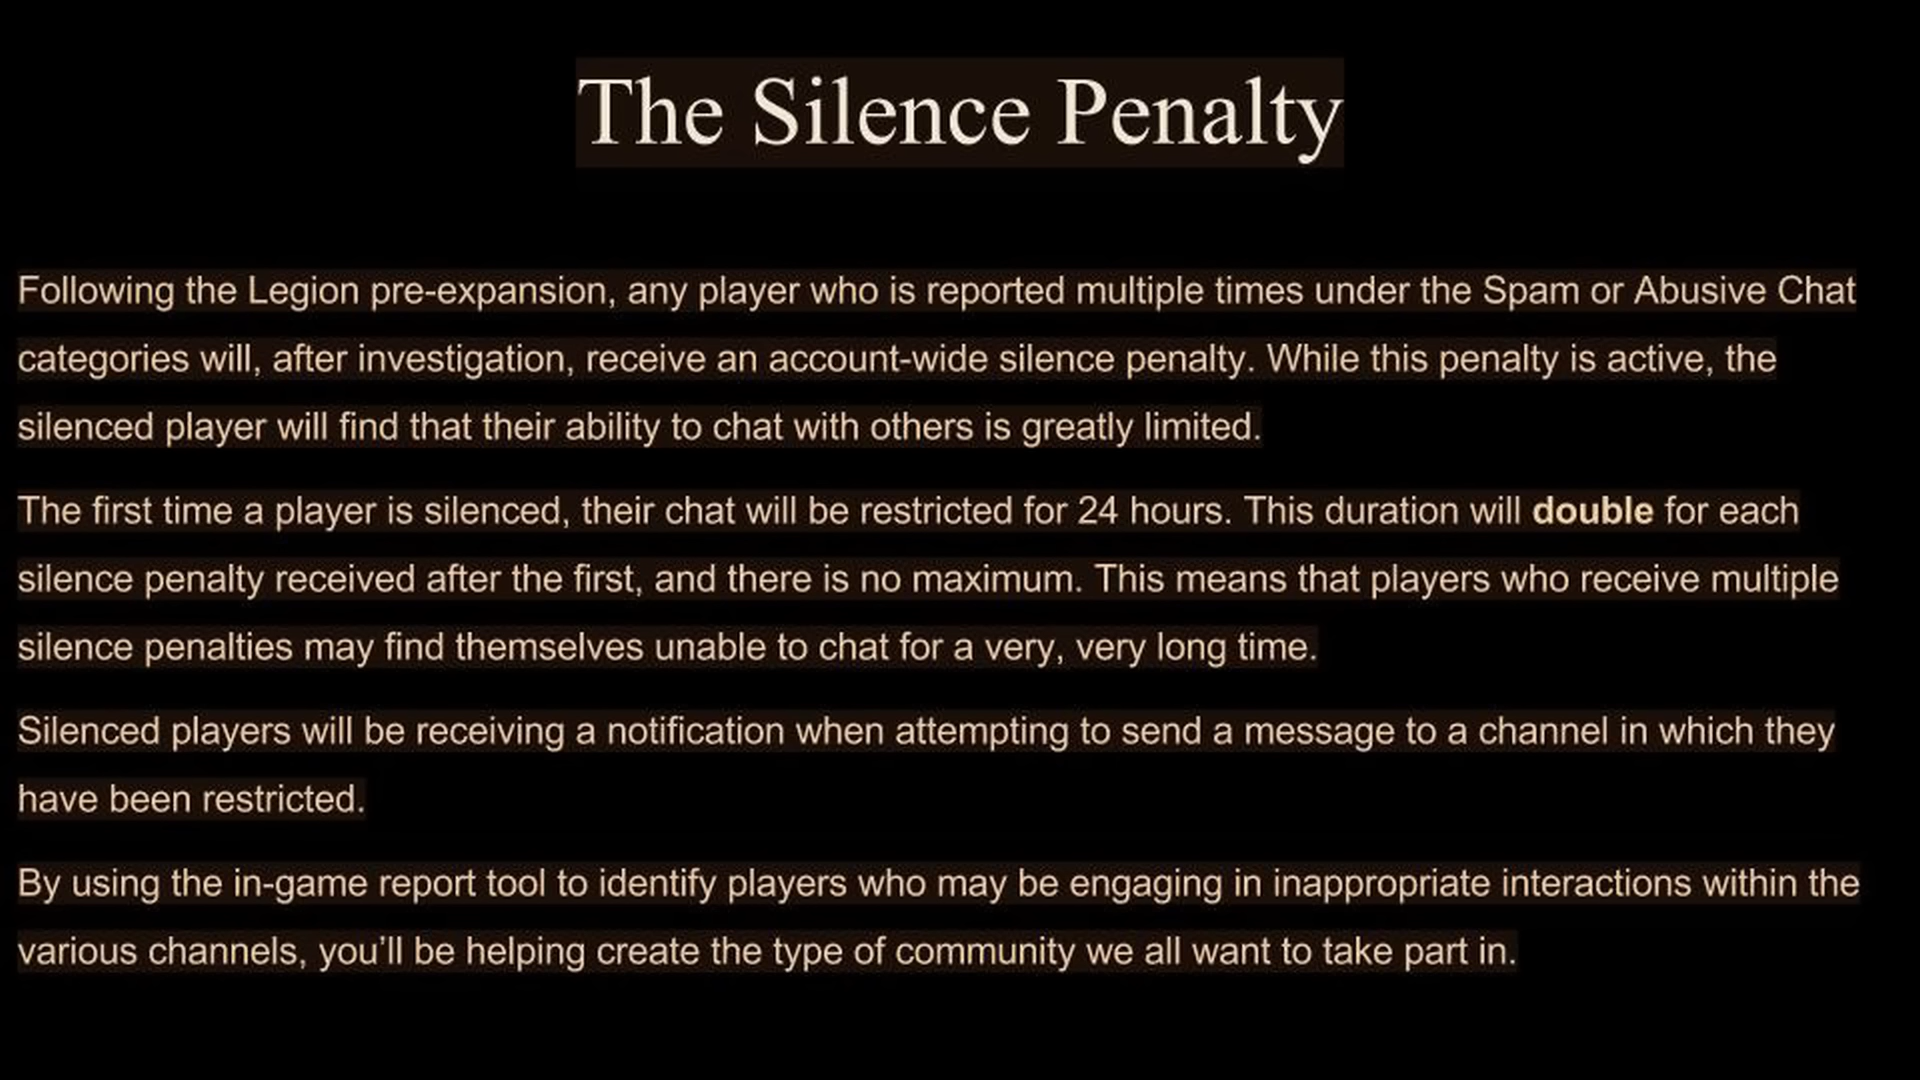 The Silence Penalty
Following the Legion pre-expansion, any player who is reported multiple times under the Spam or Abusive Chat
categories will, after investigation, receive an account-wide silence penalty. While this penalty is active, the
silenced player will find that their ability to chat with others is greatly limited.
The first time a player is silenced, their chat will be restricted for 24 hours. This duration will double for each
silence penalty received after the first, and there is no maximum. This means that players who receive multiple
silence penalties may find themselves unable to chat for a very, very long time.
Silenced players will be receiving a notification when attempting to send a message to a channel in which they
have been restricted.
By using the in-game report tool to identify players who may be engaging in inappropriate interactions within the
various channels, you’ll be helping create the type of community we all want to take part in.